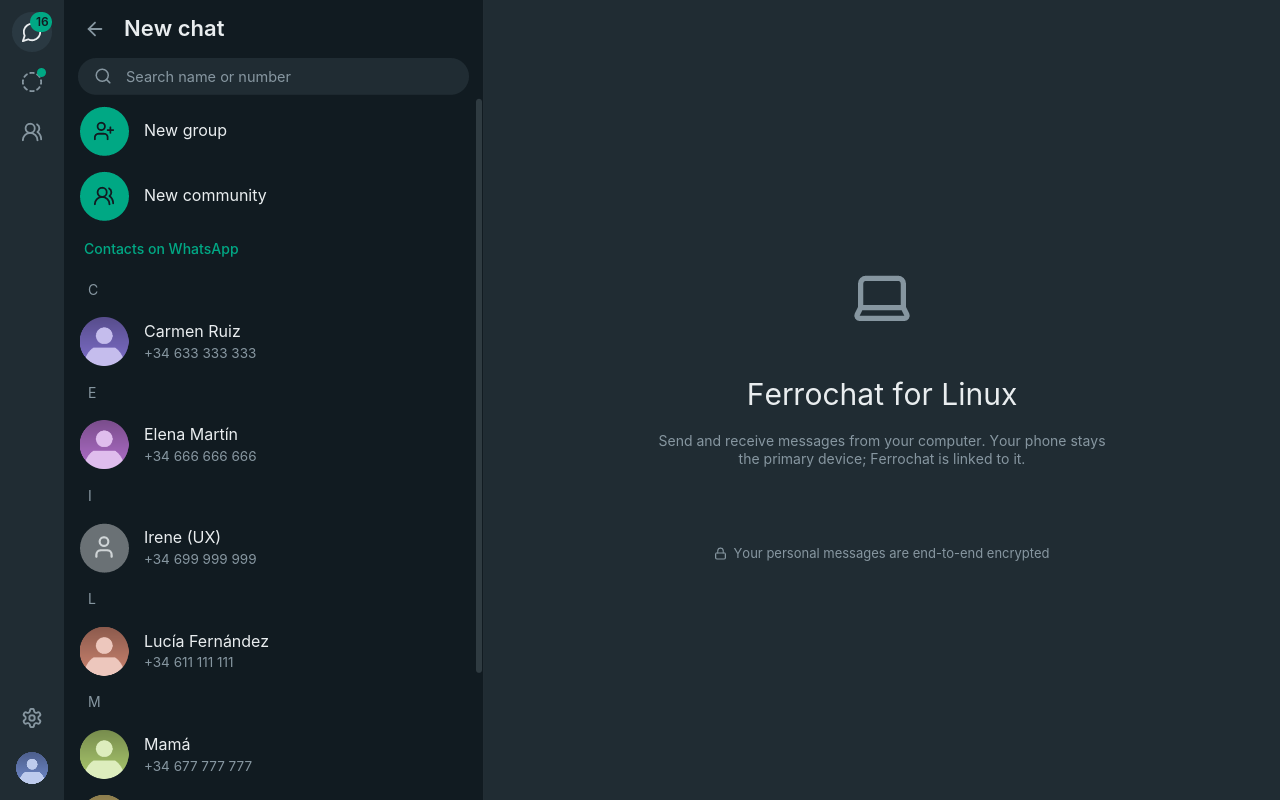 16
New chat
Search name or number
New group
New community
Contacts on WhatsApp
C
Carmen Ruiz
+34 633 333 333
E
Elena Martín
+34 666 666 666
I
Irene (UX)
+34 699 999 999
L
Lucía Fernández
+34 611 111 111
M
Mamá
+34 677 777 777
Ferrochat for Linux
Send and receive messages from your computer. Your phone stays
the primary device; Ferrochat is linked to it.
Your personal messages are end-to-end encrypted